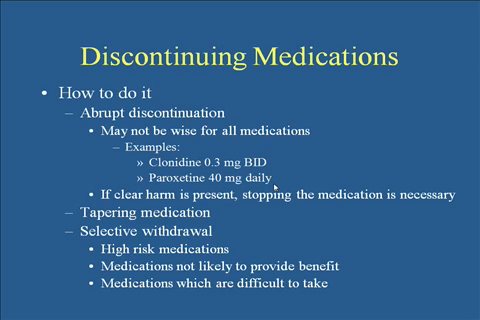 Discontinuing Medications
• How to do it
– Abrupt discontinuation
• May not be wise for all medications
– Examples:
» Clonidine 0.3 mg BID
» Paroxetine 40 mg daily
• If clear harm is present, stopping the medication is necessary
– Tapering medication
– Selective withdrawal
• High risk medications
• Medications not likely to provide benefit
• Medications which are difficult to take